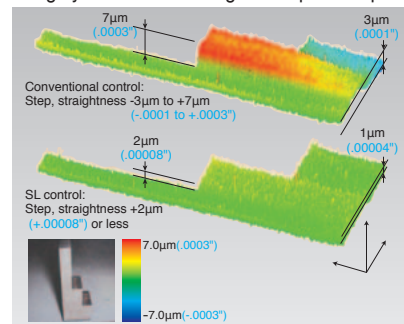 7µm
(.0003")
3µm
(.0001")
Conventional control:
Step, straightness -3µm to +7µm
(-.0001 to +.0003")
2µm
(.00008")
1µm
(.00004")
SL control:
Step, straightness +2µm
(+.00008") or less
7.0µm(.0003")
-7.0µm(-.0003")